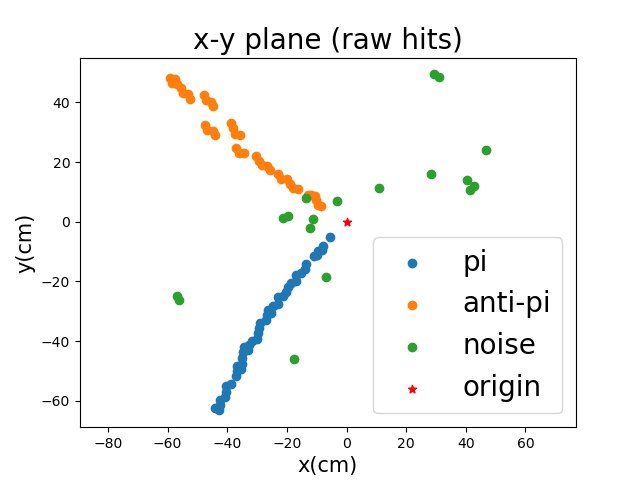 x-y plane (raw hits)
y(cm)
40
20
0
−20
−40
−60
−80
−60
−40
−20
0
20
40
60
x(cm)
pi
anti-pi
noise
origin